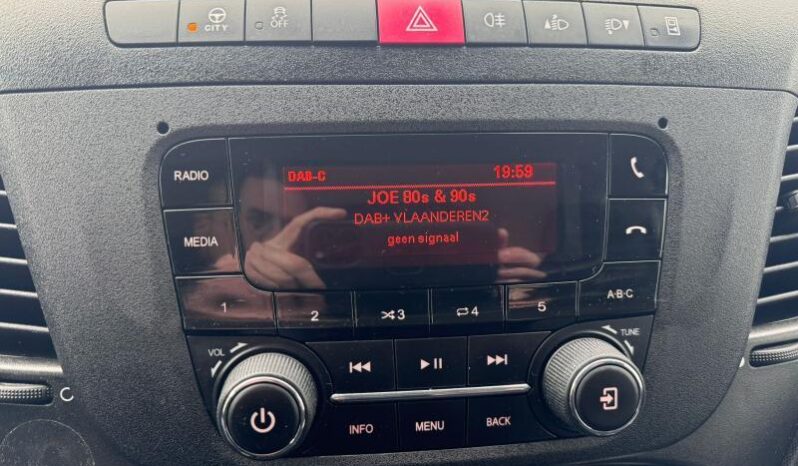 CITY
OFF
RADIO
DAB-C 19:59
JOE 80s & 90s
DAB+ VLAANDEREN2
geen signaal
MEDIA
1 2 3 4 5 A·B·C
VOL
TUNE
INFO MENU BACK